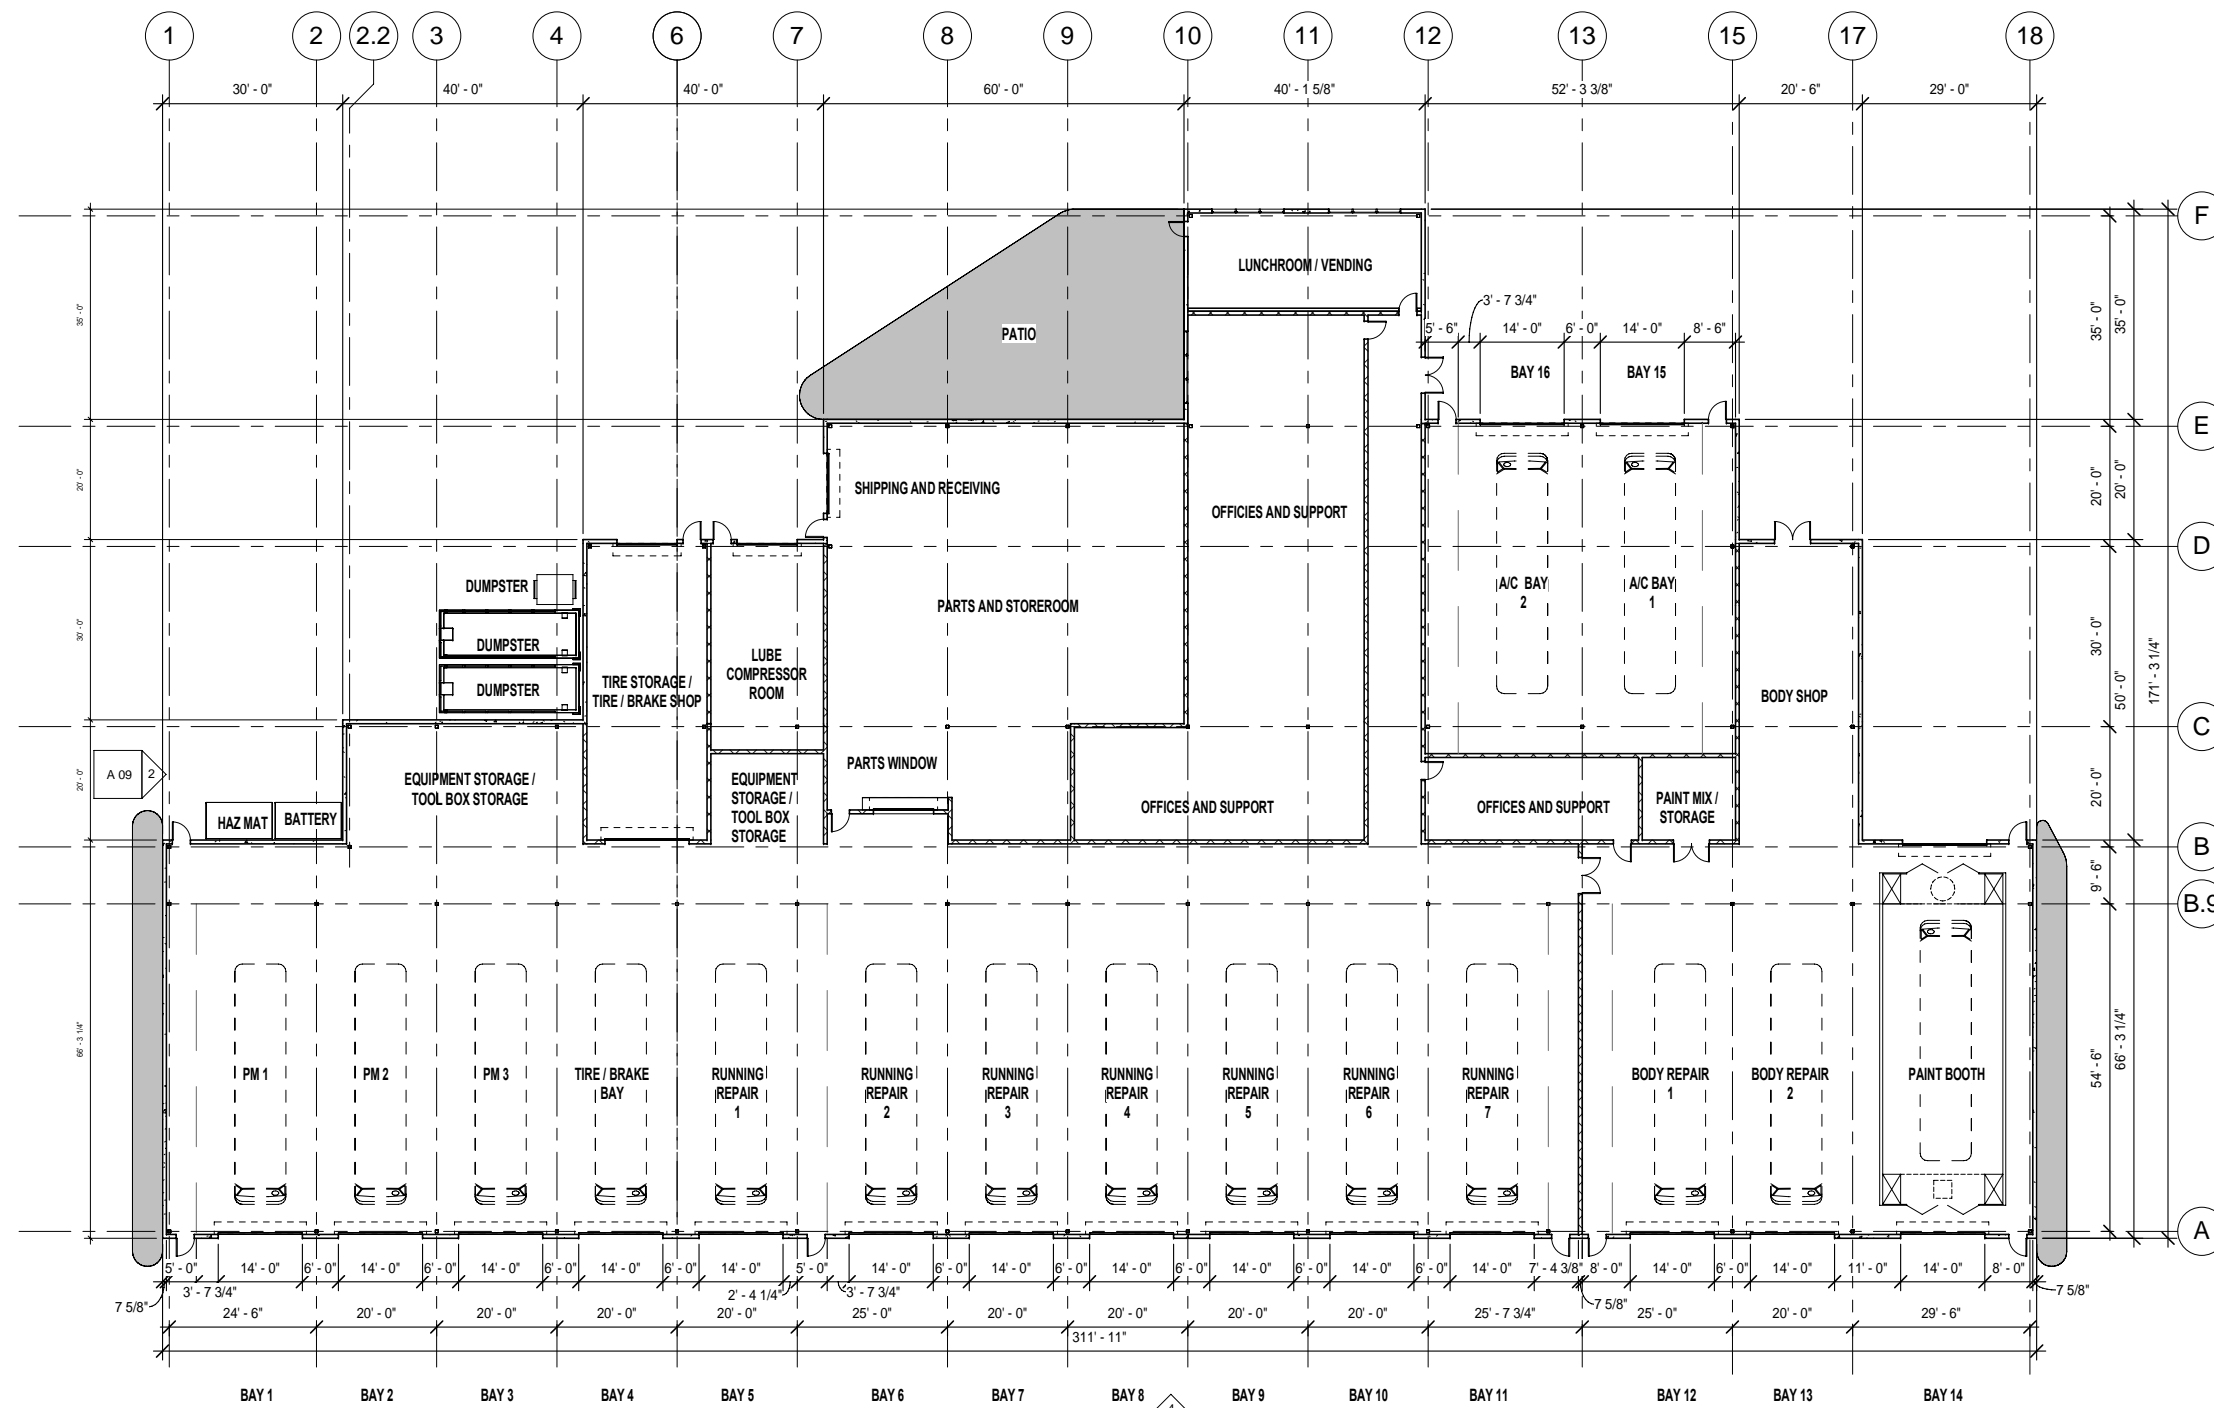 1 2 2.2 3 4 6 7 8 9 10 11 12 13 15 17 18
30' - 0" 40' - 0" 40' - 0" 60' - 0" 40' - 1 5/8" 52' - 3 3/8" 20' - 6" 29' - 0"
F
LUNCHROOM / VENDING
3' - 7 3/4"
35' - 0"
PATIO
5' - 6" 14' - 0" 6' - 0" 14' - 0" 8' - 6"
35' - 0" 35' - 0"
BAY 16 BAY 15
E
20' - 0"
SHIPPING AND RECEIVING
OFFICIES AND SUPPORT
20' - 0" 20' - 0"
D
DUMPSTER
A/C BAY
2
A/C BAY
1
PARTS AND STOREROOM
30' - 0"
30' - 0"
DUMPSTER
LUBE
COMPRESSOR
ROOM
DUMPSTER
TIRE STORAGE /
TIRE / BRAKE SHOP
BODY SHOP
50' - 0"
171' - 3 1/4"
C
A 09 2
20' - 0"
EQUIPMENT STORAGE /
TOOL BOX STORAGE
EQUIPMENT
STORAGE /
TOOL BOX
STORAGE
PARTS WINDOW
20' - 0"
HAZ MAT BATTERY
OFFICES AND SUPPORT
OFFICES AND SUPPORT
PAINT MIX /
STORAGE
B
9' - 6"
B.9
66' - 3 1/4"
54' - 6"
66' - 3 1/4"
PM 1
PM 2
PM 3
TIRE / BRAKE
BAY
RUNNING
REPAIR
1
RUNNING
REPAIR
2
RUNNING
REPAIR
3
RUNNING
REPAIR
4
RUNNING
REPAIR
5
RUNNING
REPAIR
6
RUNNING
REPAIR
7
BODY REPAIR
1
BODY REPAIR
2
PAINT BOOTH
A
5' - 0" 14' - 0" 6' - 0" 14' - 0" 6' - 0" 14' - 0" 6' - 0" 14' - 0" 6' - 0" 14' - 0" 5' - 0" 14' - 0" 6' - 0" 14' - 0" 6' - 0" 14' - 0" 6' - 0" 14' - 0" 6' - 0" 14' - 0" 6' - 0" 14' - 0" 7' - 4 3/8" 8' - 0" 14' - 0" 6' - 0" 14' - 0" 11' - 0" 14' - 0" 8' - 0"
7 5/8" 3' - 7 3/4" 2' - 4 1/4" 3' - 7 3/4" 7 5/8" 7 5/8"
24' - 6" 20' - 0" 20' - 0" 20' - 0" 20' - 0" 25' - 0" 20' - 0" 20' - 0" 20' - 0" 20' - 0" 25' - 7 3/4" 25' - 0" 20' - 0" 29' - 6"
311' - 11"
BAY 1 BAY 2 BAY 3 BAY 4 BAY 5 BAY 6 BAY 7 BAY 8 BAY 9 BAY 10 BAY 11 BAY 12 BAY 13 BAY 14